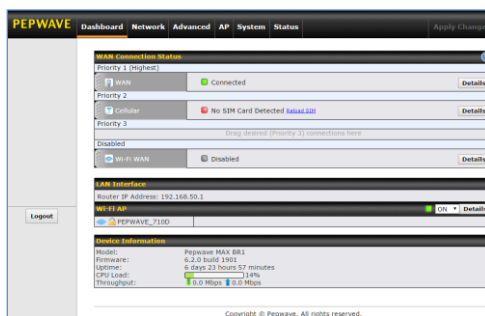 PEPWAVE Dashboard Network Advanced AP System Status Apply Change
WAN Connection Status
Priority 1 (Highest)
WAN Connected Details
Priority 2
Cellular No SIM Card Detected Reload SIM Details
Priority 3
Drag desired (Priority 3) connections here
Disabled
Wi-Fi WAN Disabled Details
LAN Interface
Router IP Address: 192.168.50.1
Wi-Fi AP ON Details
PEPWAVE_710D
Logout
Device Information
Model: Pepwave MAX BR1
Firmware: 6.2.0 build 1901
Uptime: 6 days 23 hours 57 minutes
CPU Load: 14%
Throughput: 0.0 Mbps 0.0 Mbps
Copyright © Pepwave. All rights reserved.